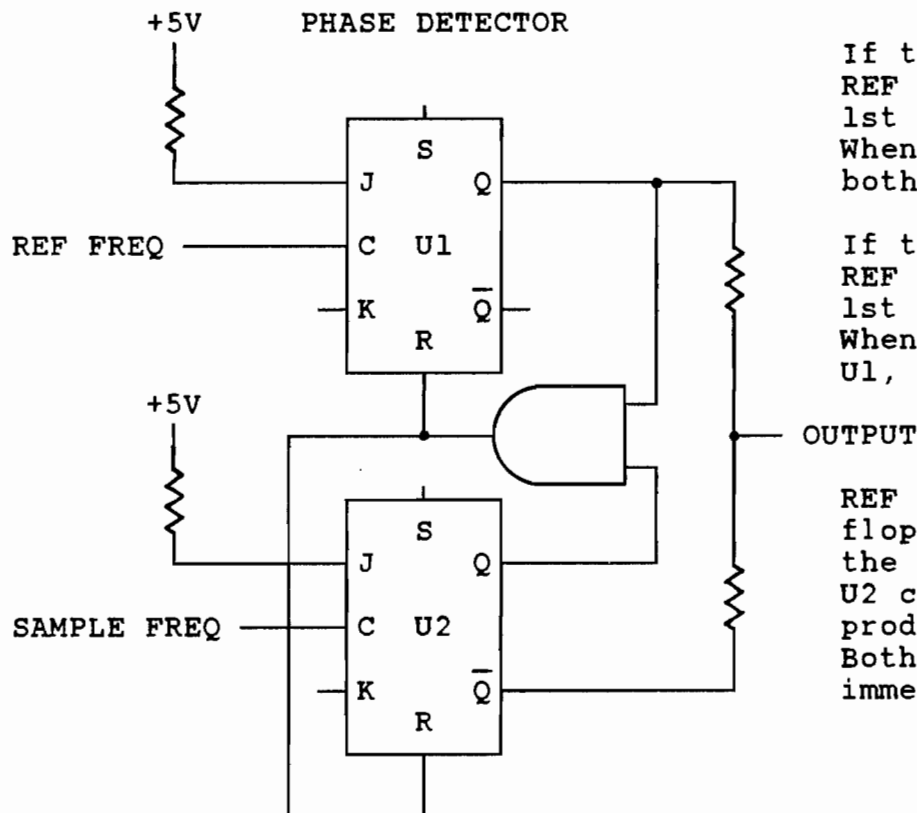 +5V
PHASE DETECTOR
S
J
Q
REF FREQ
C
U1
K
Q
R
+5V
OUTPUT
S
J
Q
SAMPLE FREQ
C
U2
K
Q
R
If t
REF
1st
When
both
If t
REF
1st
When
U1,
REF
flop
the
U2 c
prod
Both
imme